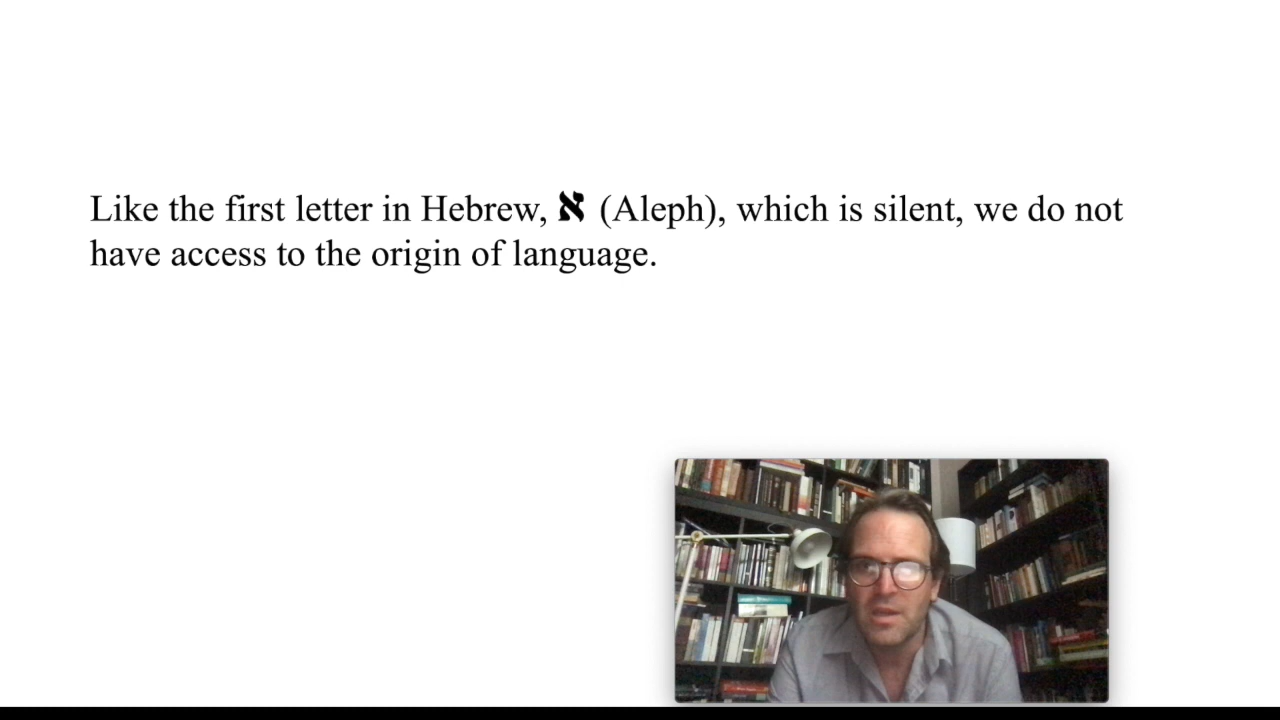 Like the first letter in Hebrew, א (Aleph), which is silent, we do not
have access to the origin of language.